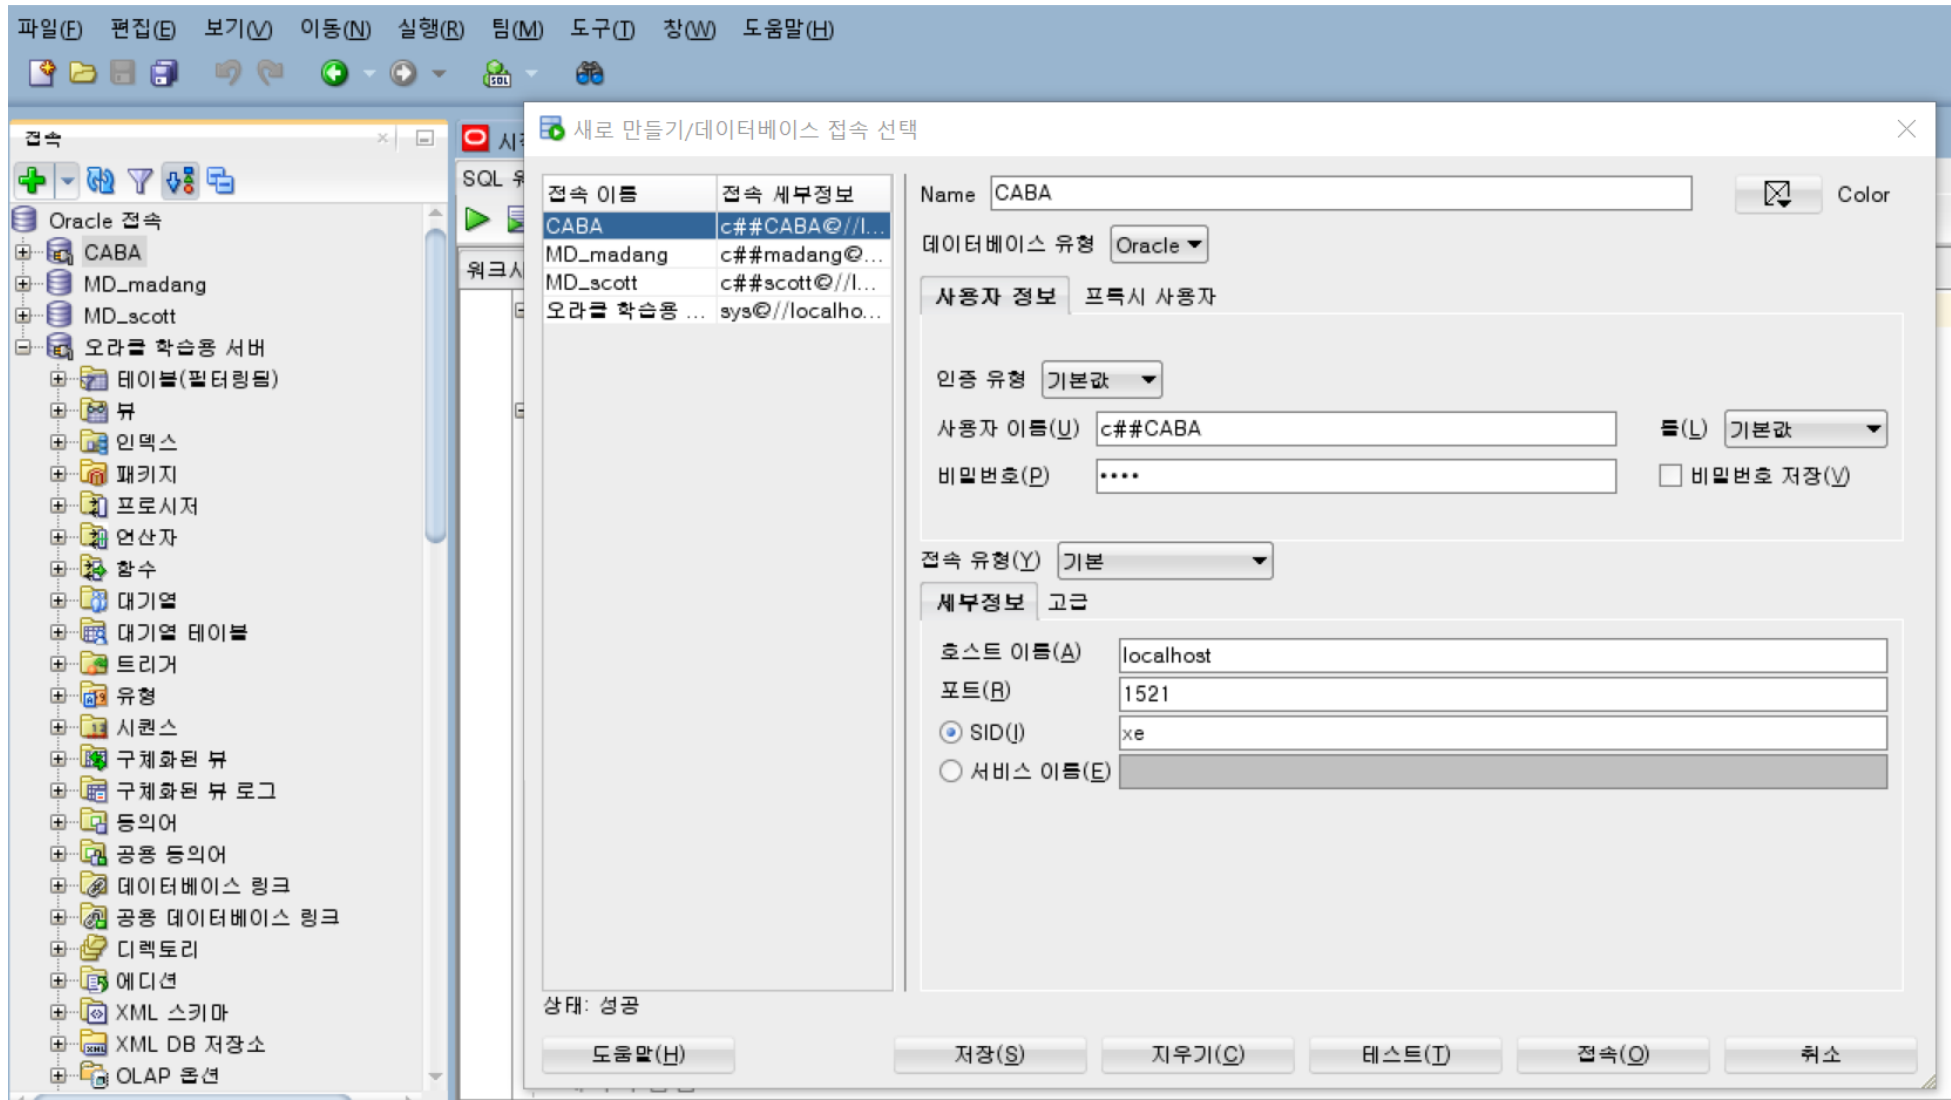 파일(F) 편집(E) 보기(V) 이동(N) 실행(R) 팀(M) 도구(T) 창(W) 도움말(H)
접속
Oracle 접속
CABA
MD_madang
MD_scott
오라클 학습용 서버
테이블(필터링됨)
뷰
인덱스
패키지
프로시저
연산자
함수
대기열
대기열 테이블
트리거
유형
시퀀스
구체화된 뷰
구체화된 뷰 로그
동의어
공용 동의어
데이터베이스 링크
공용 데이터베이스 링크
디렉토리
에디션
XML 스키마
XML DB 저장소
OLAP 옵션
SQL
새로 만들기/데이터베이스 접속 선택
접속 이름 접속 세부정보
CABA c##CABA@//l...
MD_madang c##madang@...
MD_scott c##scott@//l...
오라클 학습용 ... sys@//localho...
상태: 성공
Name CABA Color
데이터베이스 유형 Oracle
사용자 정보 프록시 사용자
인증 유형 기본값
사용자 이름(U) c##CABA 롤(L) 기본값
비밀번호(P) •••• 비밀번호 저장(V)
접속 유형(Y) 기본
세부정보 고급
호스트 이름(A) localhost
포트(R) 1521
SID(I) xe
서비스 이름(E)
도움말(H) 저장(S) 지우기(C) 테스트(T) 접속(O) 취소